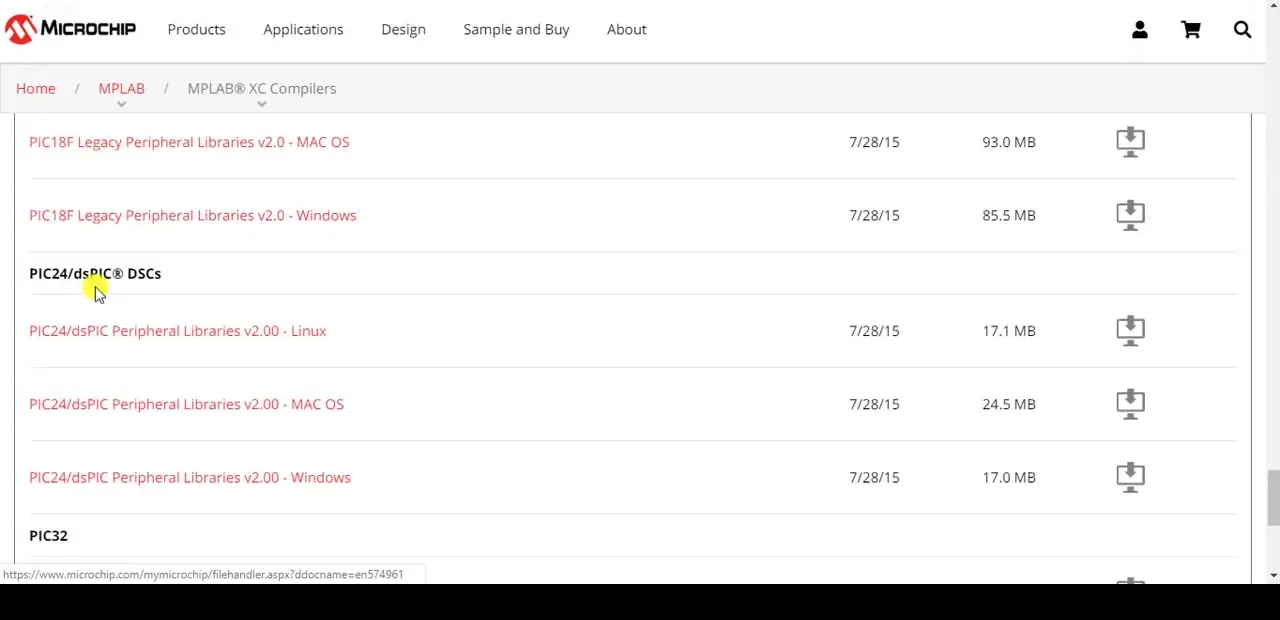 MICROCHIP Products Applications Design Sample and Buy About
Home / MPLAB / MPLAB® XC Compilers
PIC18F Legacy Peripheral Libraries v2.0 - MAC OS 7/28/15 93.0 MB
PIC18F Legacy Peripheral Libraries v2.0 - Windows 7/28/15 85.5 MB
PIC24/dsPIC® DSCs
PIC24/dsPIC Peripheral Libraries v2.00 - Linux 7/28/15 17.1 MB
PIC24/dsPIC Peripheral Libraries v2.00 - MAC OS 7/28/15 24.5 MB
PIC24/dsPIC Peripheral Libraries v2.00 - Windows 7/28/15 17.0 MB
PIC32
https://www.microchip.com/mymicrochip/filehandler.aspx?ddocname=en574961